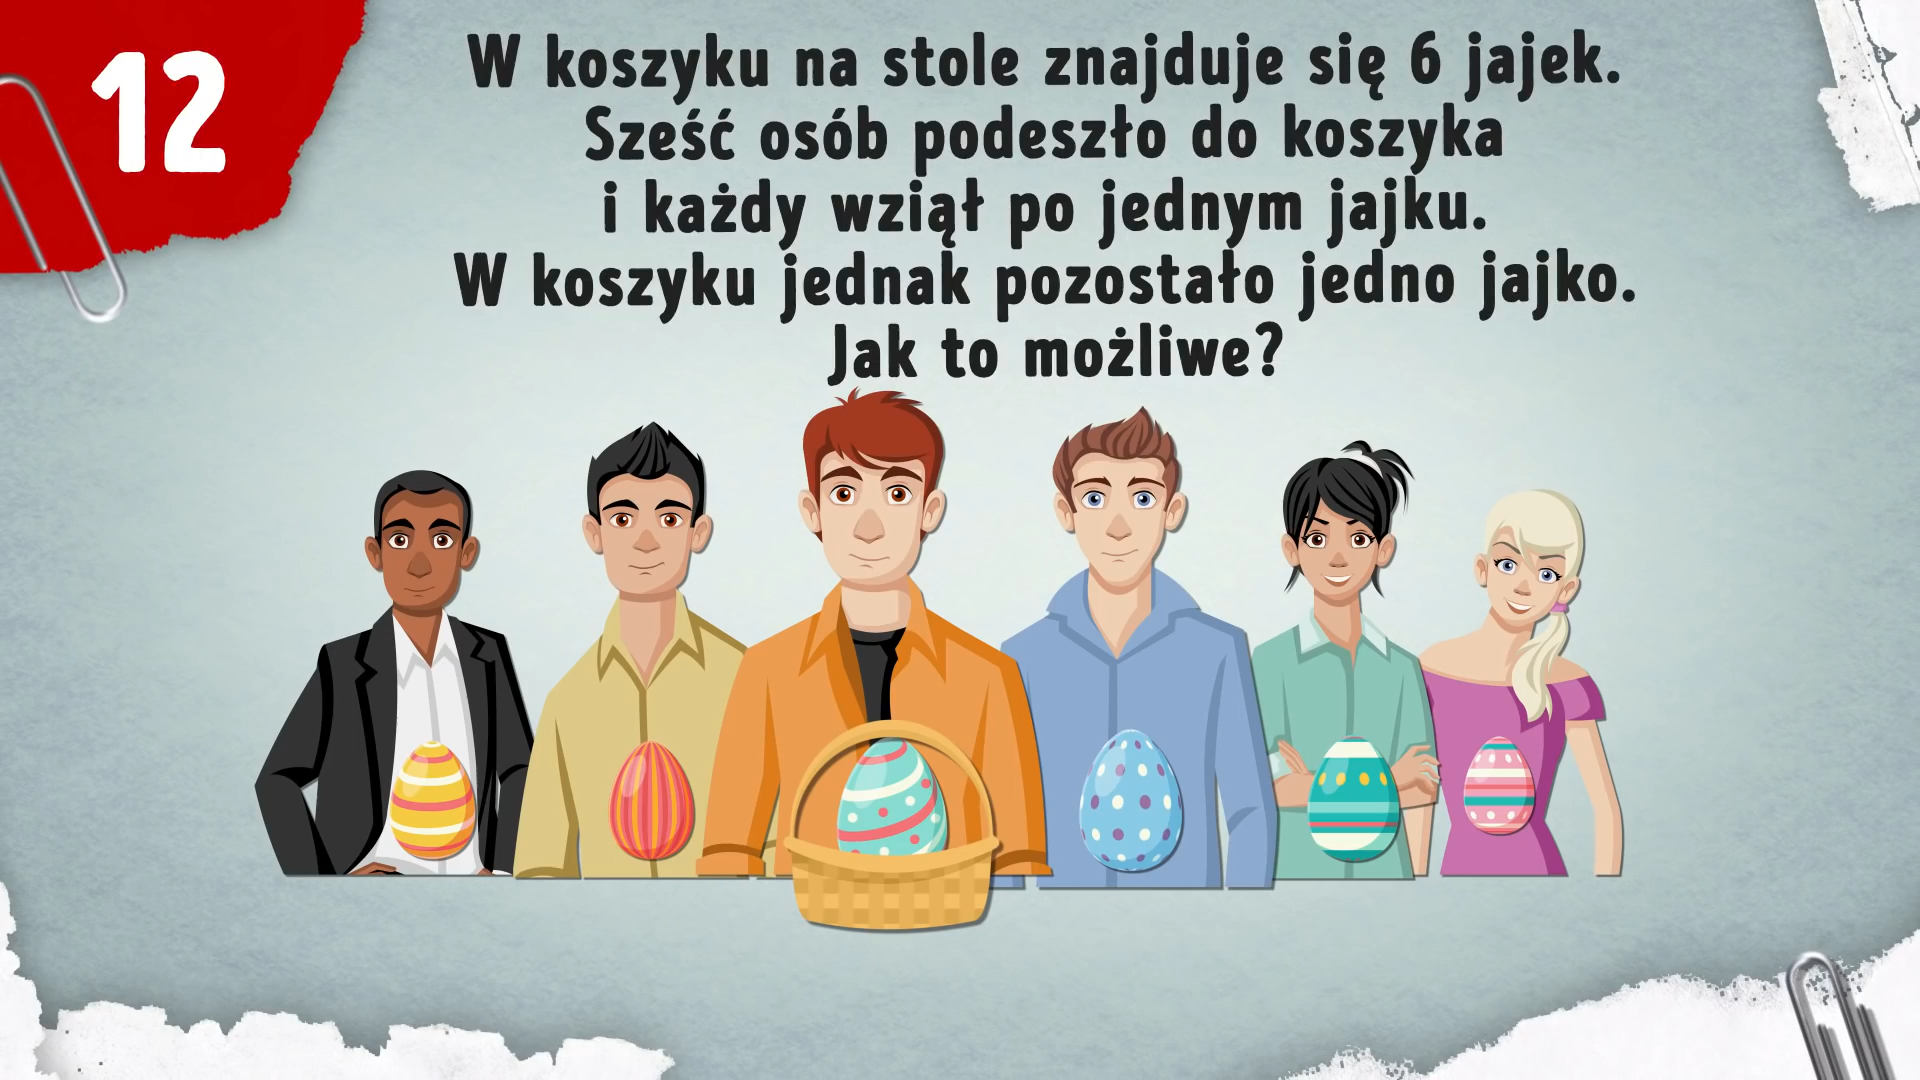 12
W koszyku na stole znajduje się 6 jajek.
Sześć osób podeszło do koszyka
i każdy wziął po jednym jajku.
W koszyku jednak pozostało jedno jajko.
Jak to możliwe?